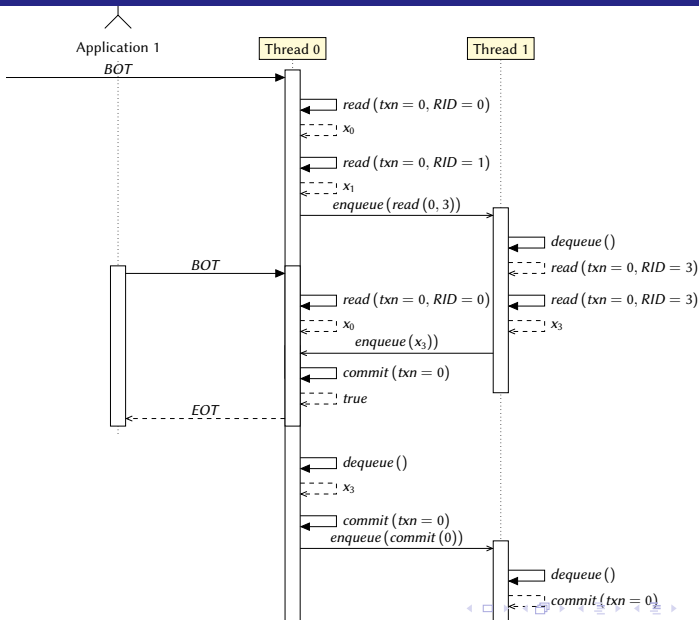 Application 1
Thread 0
Thread 1
BOT
read (txn = 0, RID = 0)
x0
read (txn = 0, RID = 1)
x1
enqueue (read (0, 3))
dequeue ()
BOT
read (txn = 0, RID = 3)
read (txn = 0, RID = 0)
read (txn = 0, RID = 3)
x0
x3
enqueue (x3))
commit (txn = 0)
true
EOT
dequeue ()
x3
commit (txn = 0)
enqueue (commit (0))
dequeue ()
commit (txn = 0)